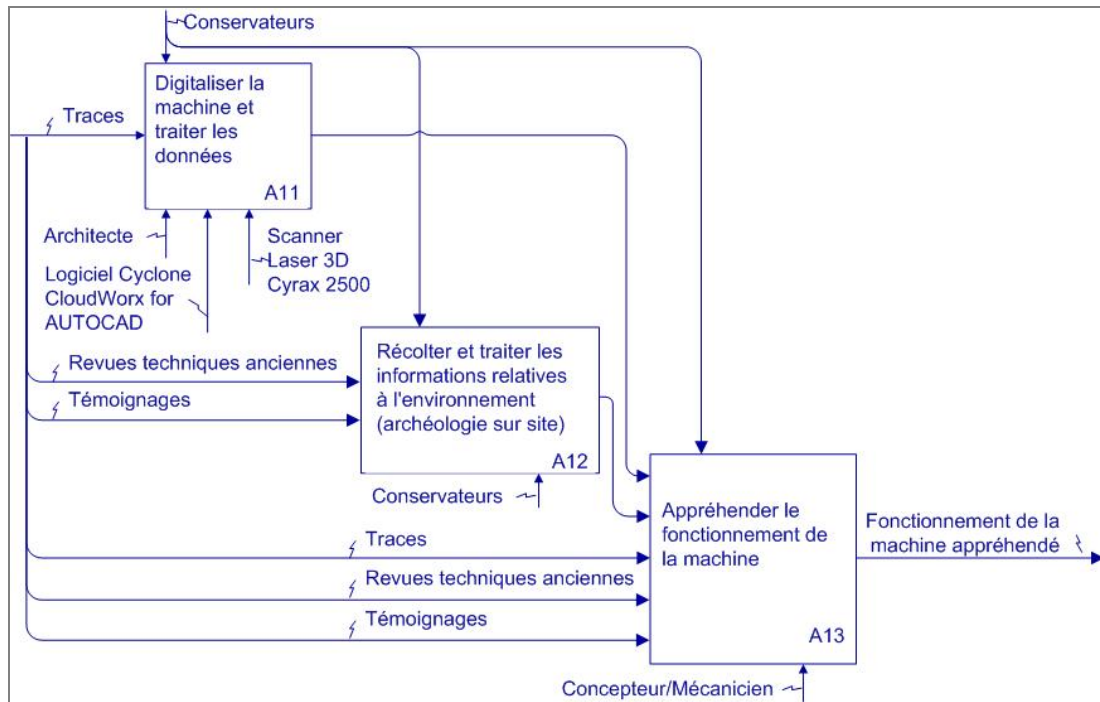 Conservateurs
Digitaliser la
machine et
traiter les
données
A11
Traces
Architecte
Logiciel Cyclone
CloudWorx for
AUTOCAD
Scanner
Laser 3D
Cyrax 2500
Revues techniques anciennes
Témoignages
Récolter et traiter les
informations relatives
à l'environnement
(archéologie sur site)
A12
Conservateurs
Traces
Revues techniques anciennes
Témoignages
Appréhender le
fonctionnement de
la machine
A13
Fonctionnement de la
machine appréhendé
Concepteur/Mécanicien